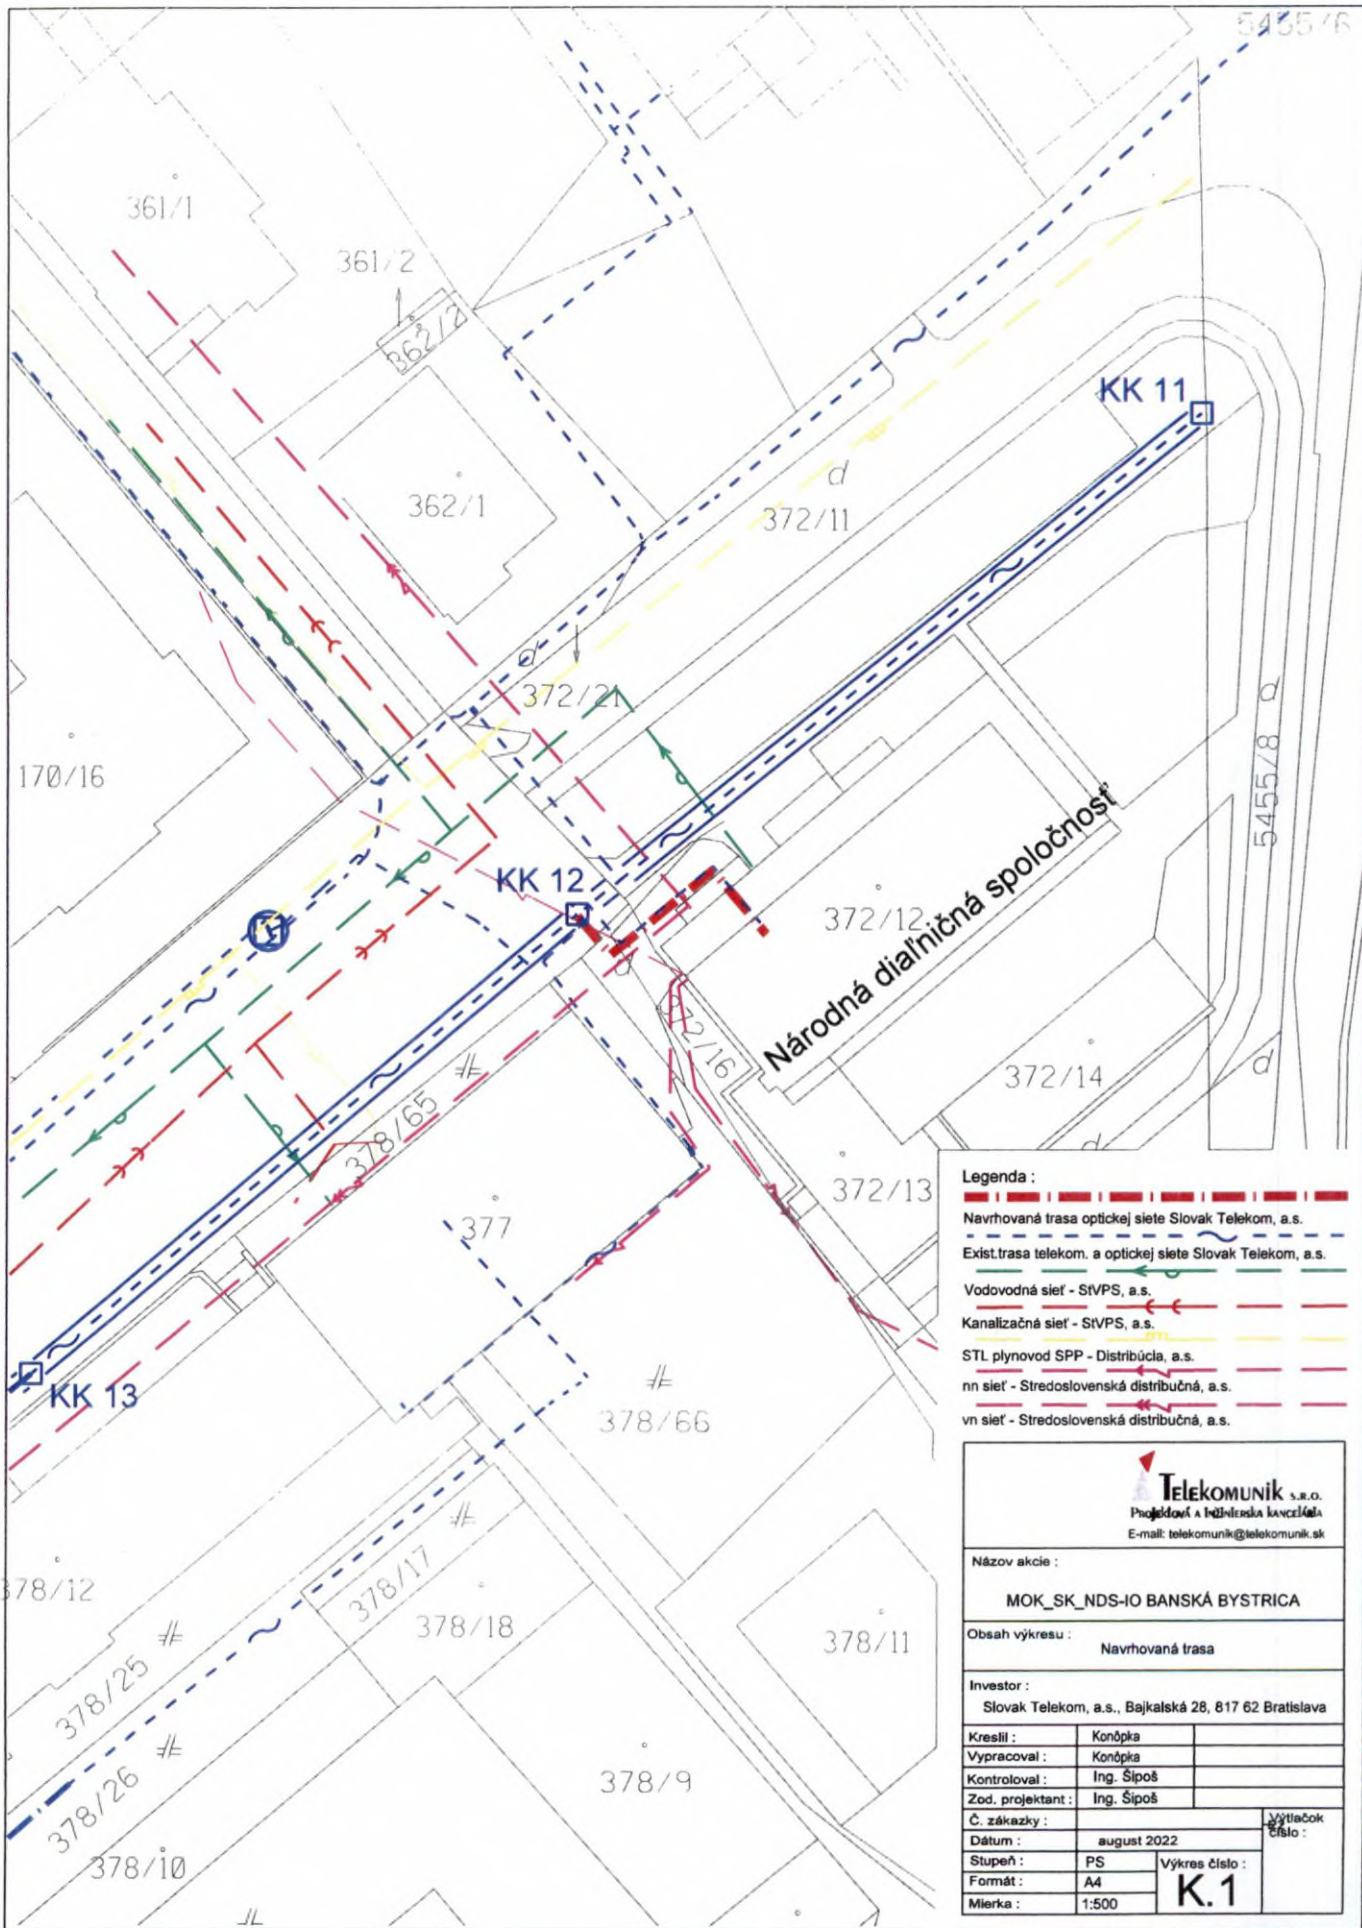 5455/6
361/1
361/2
362/2
KK 11
362/1
372/11
d
d
372/21
d
170/16
5455/8
KK 12
372/12
Národná diaľničná spoločnosť
372/16
372/14
d
d
378/65
372/13
377
KK 13
378/66
378/12
378/17
378/18
378/11
378/25
378/26
378/9
378/10
Legenda :
Navrhovaná trasa optickej siete Slovak Telekom, a.s.
Exist.trasa telekom. a optickej siete Slovak Telekom, a.s.
Vodovodná sieť - StVPS, a.s.
Kanalizačná sieť - StVPS, a.s.
STL plynovod SPP - Distribúcia, a.s.
nn sieť - Stredoslovenská distribučná, a.s.
vn sieť - Stredoslovenská distribučná, a.s.
TELEKOMUNIK s.r.o.
Projektová a inžinierska kancelária
E-mail: telekomunik@telekomunik.sk
Názov akcie :
MOK_SK_NDS-IO BANSKÁ BYSTRICA
Obsah výkresu :
Navrhovaná trasa
Investor :
Slovak Telekom, a.s., Bajkalská 28, 817 62 Bratislava
Kreslil : Konôpka
Vypracoval : Konôpka
Kontroloval : Ing. Šipoš
Zod. projektant : Ing. Šipoš
Č. zákazky :
Výtlačok číslo :
Dátum : august 2022
Stupeň : PS
Výkres číslo :
Formát : A4
K.1
Mierka : 1:500